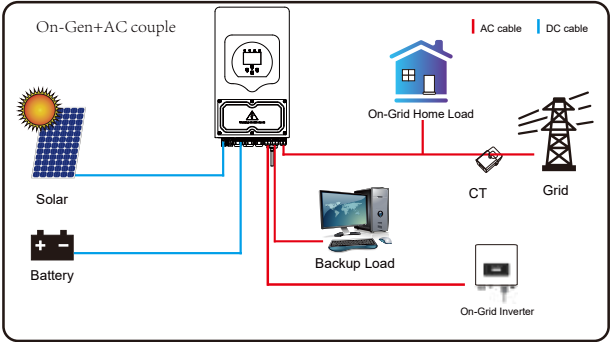 On-Gen+AC couple
AC cable
DC cable
On-Grid Home Load
Solar
CT
Grid
Battery
Backup Load
On-Grid Inverter